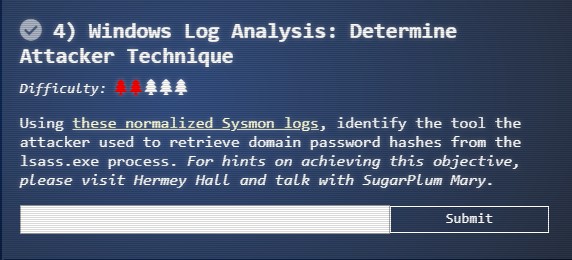 4) Windows Log Analysis: Determine
Attacker Technique
Difficulty:
Using these normalized Sysmon logs, identify the tool the
attacker used to retrieve domain password hashes from the
lsass.exe process. For hints on achieving this objective,
please visit Hermey Hall and talk with SugarPlum Mary.
Submit